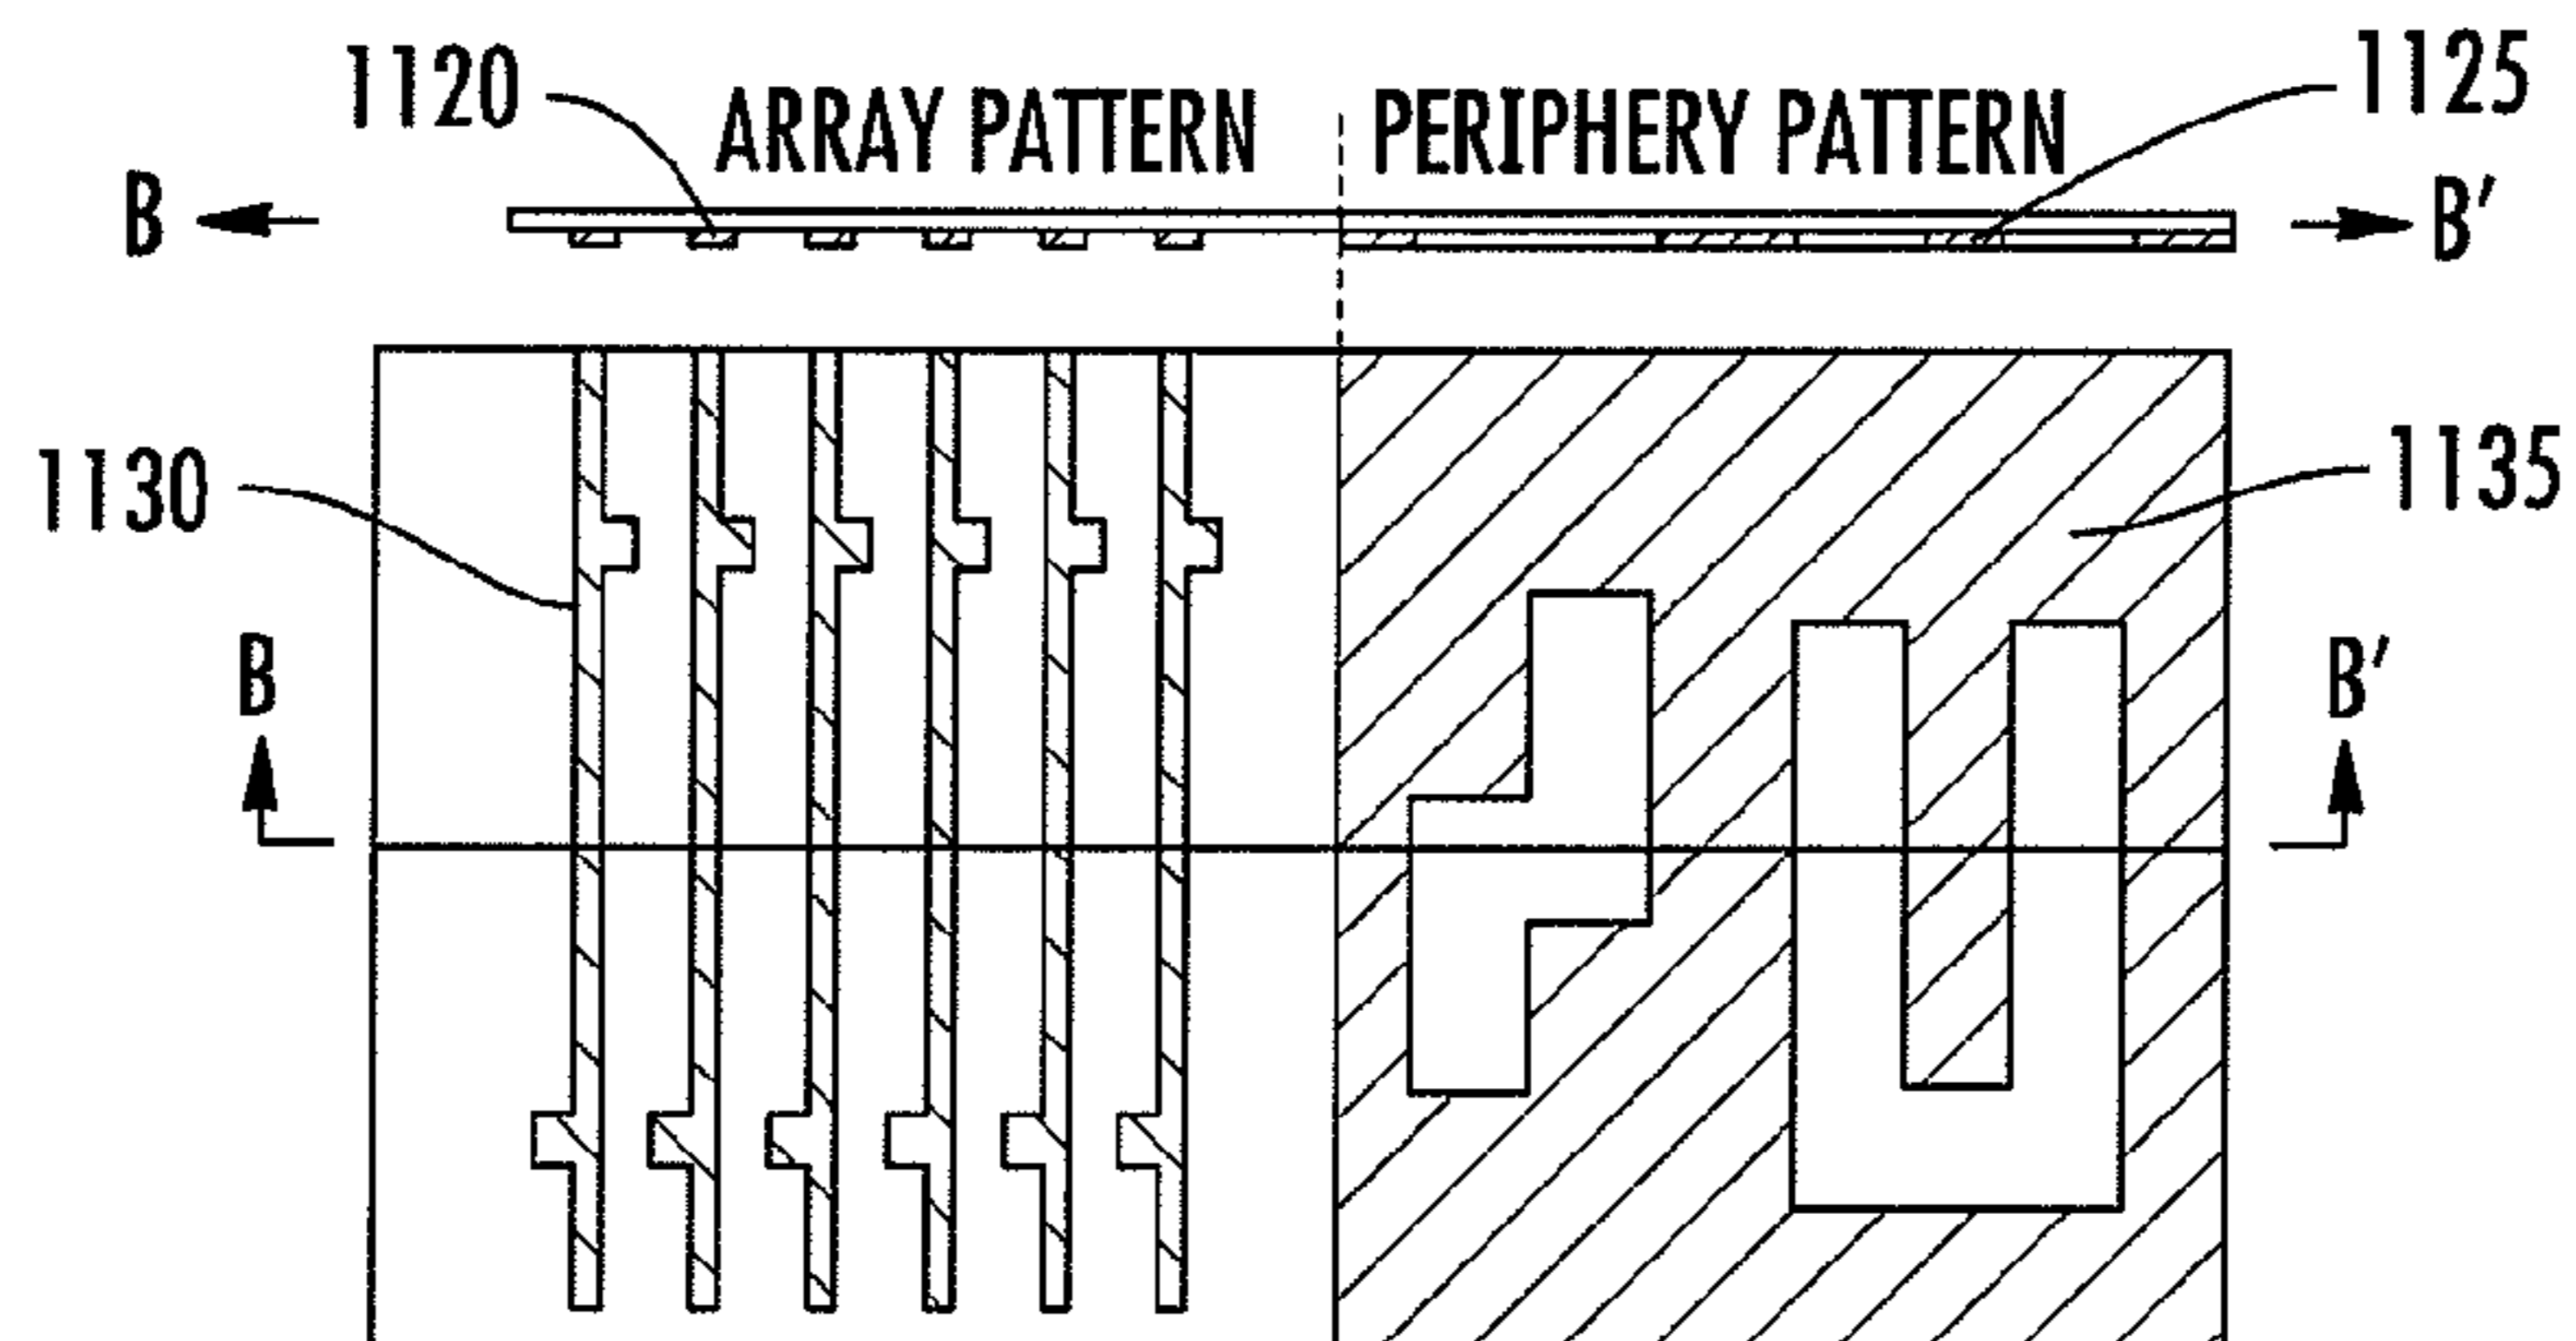 1120
ARRAY PATTERN
PERIPHERY PATTERN
1125
B
B'
1130
1135
B
B'